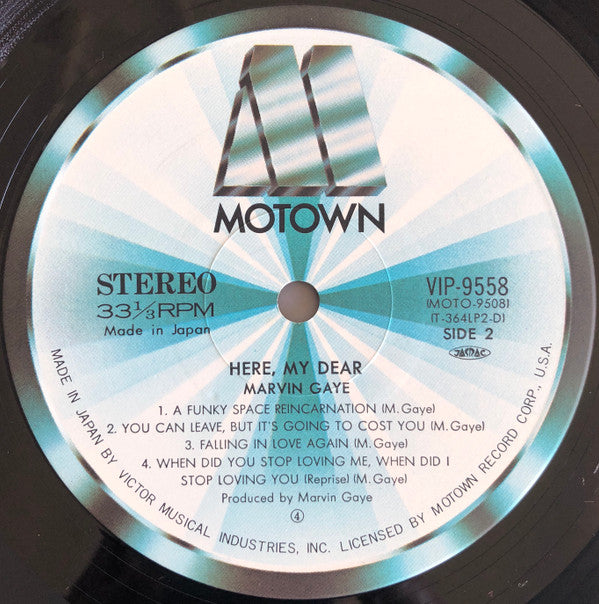 M
MOTOWN
STEREO
33⅓RPM
Made in Japan
VIP-9558
(MOTO-9508)
(T-364LP2-D)
SIDE 2
JASRAC
HERE, MY DEAR
MARVIN GAYE
1. A FUNKY SPACE REINCARNATION (M. Gaye)
2. YOU CAN LEAVE, BUT IT'S GOING TO COST YOU (M. Gaye)
3. FALLING IN LOVE AGAIN (M. Gaye)
4. WHEN DID YOU STOP LOVING ME, WHEN DID I
STOP LOVING YOU (Reprise) (M. Gaye)
Produced by Marvin Gaye
④
MADE IN JAPAN BY VICTOR MUSICAL INDUSTRIES, INC. LICENSED BY MOTOWN RECORD CORP., U.S.A.